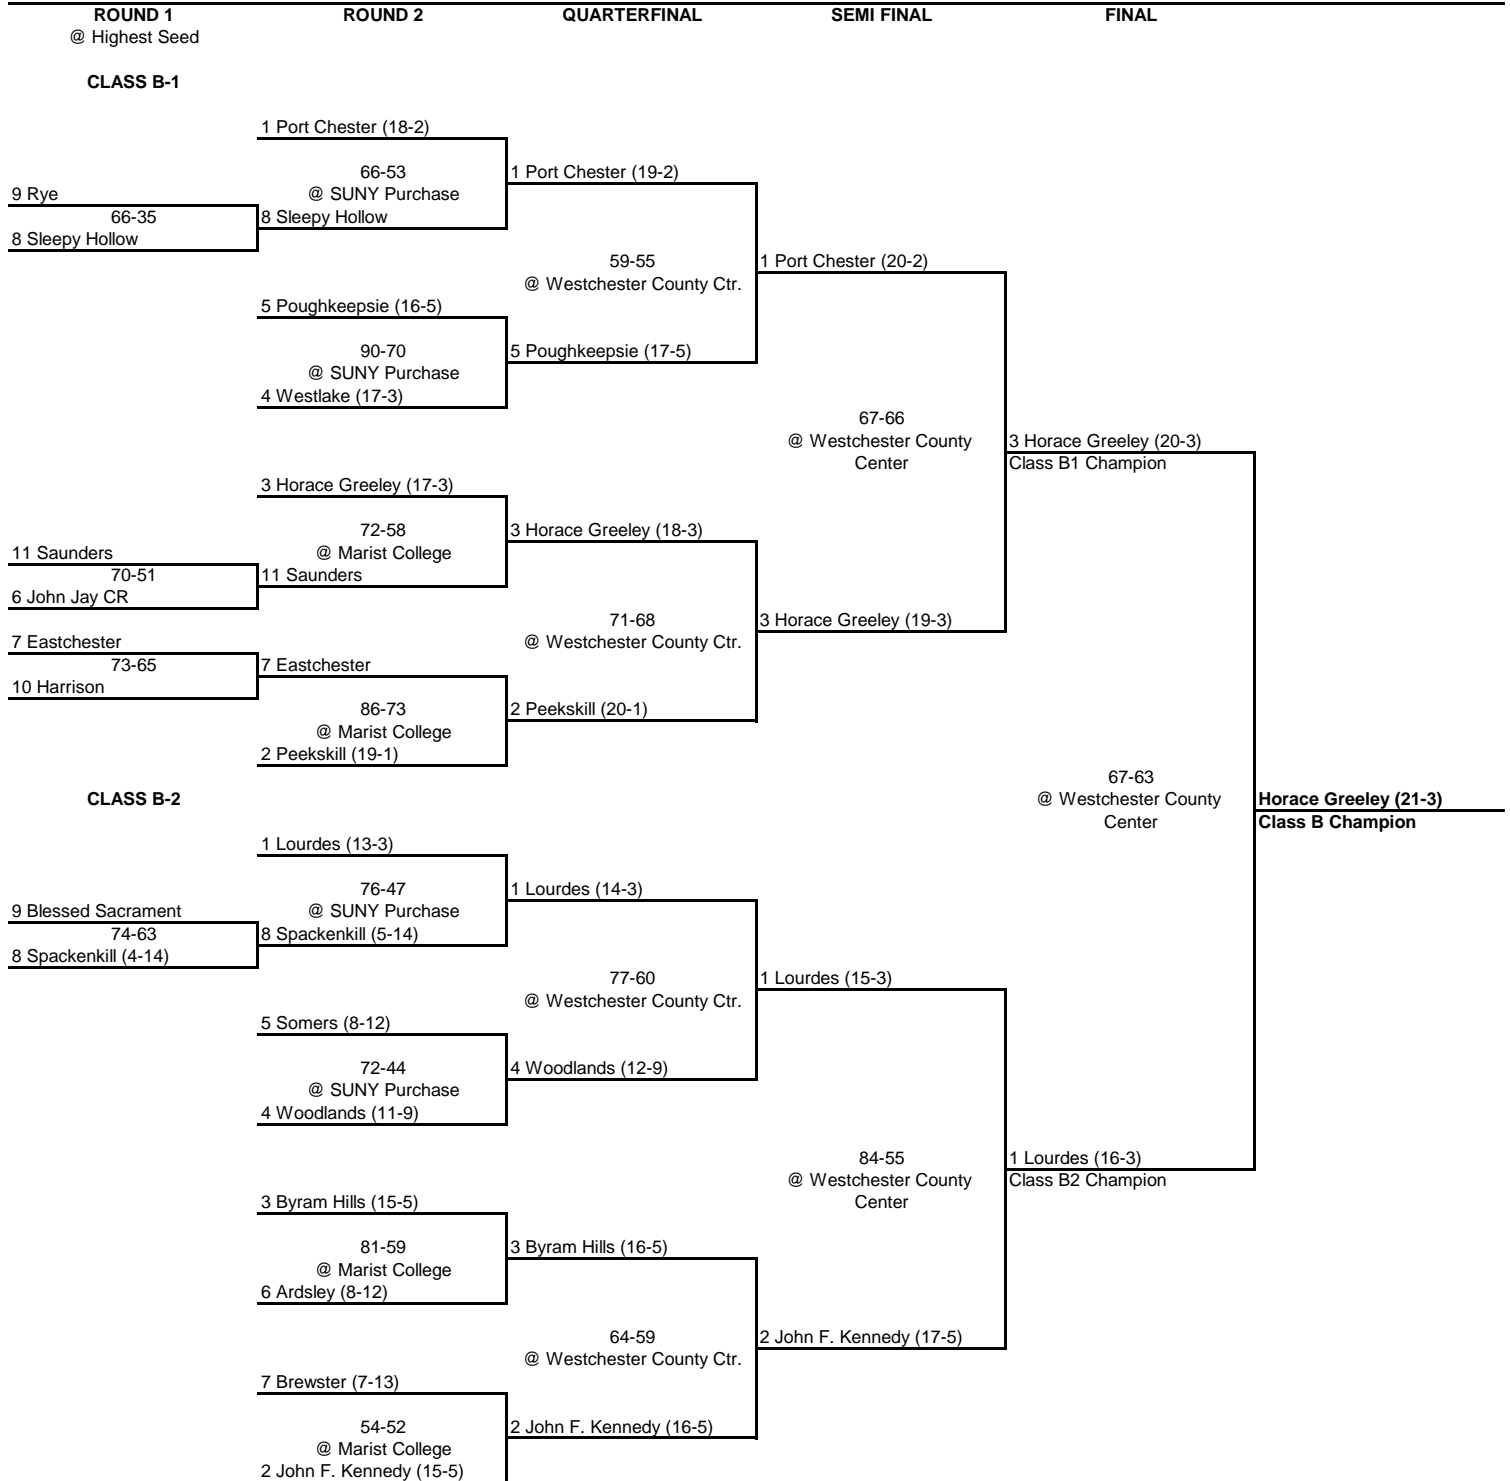 ROUND 1 ROUND 2 QUARTERFINAL SEMI FINAL FINAL
@ Highest Seed
CLASS B-1
1 Port Chester (18-2)
66-53 1 Port Chester (19-2)
9 Rye @ SUNY Purchase
66-35 8 Sleepy Hollow
8 Sleepy Hollow
59-55 1 Port Chester (20-2)
@ Westchester County Ctr.
5 Poughkeepsie (16-5)
90-70 5 Poughkeepsie (17-5)
@ SUNY Purchase
4 Westlake (17-3)
67-66
@ Westchester County 3 Horace Greeley (20-3)
Center Class B1 Champion
3 Horace Greeley (17-3)
72-58 3 Horace Greeley (18-3)
11 Saunders @ Marist College
70-51 11 Saunders
6 John Jay CR
71-68 3 Horace Greeley (19-3)
7 Eastchester @ Westchester County Ctr.
73-65 7 Eastchester
10 Harrison
86-73 2 Peekskill (20-1)
@ Marist College
2 Peekskill (19-1)
67-63
CLASS B-2 @ Westchester County Horace Greeley (21-3)
Center Class B Champion
1 Lourdes (13-3)
76-47 1 Lourdes (14-3)
9 Blessed Sacrament @ SUNY Purchase
74-63 8 Spackenkill (5-14)
8 Spackenkill (4-14)
77-60 1 Lourdes (15-3)
@ Westchester County Ctr.
5 Somers (8-12)
72-44 4 Woodlands (12-9)
@ SUNY Purchase
4 Woodlands (11-9)
84-55 1 Lourdes (16-3)
@ Westchester County Class B2 Champion
Center
3 Byram Hills (15-5)
81-59 3 Byram Hills (16-5)
@ Marist College
6 Ardsley (8-12)
64-59 2 John F. Kennedy (17-5)
@ Westchester County Ctr.
7 Brewster (7-13)
54-52 2 John F. Kennedy (16-5)
@ Marist College
2 John F. Kennedy (15-5)